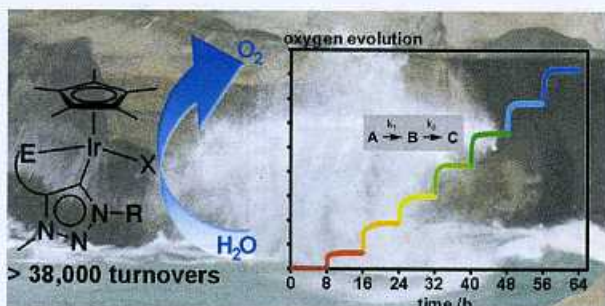 O2
oxygen evolution
k1 k2
A → B → C
E
Ir
X
N-R
N
N
H2O
> 38,000 turnovers
0 8 16 24 32 40 48 56 64
time /h